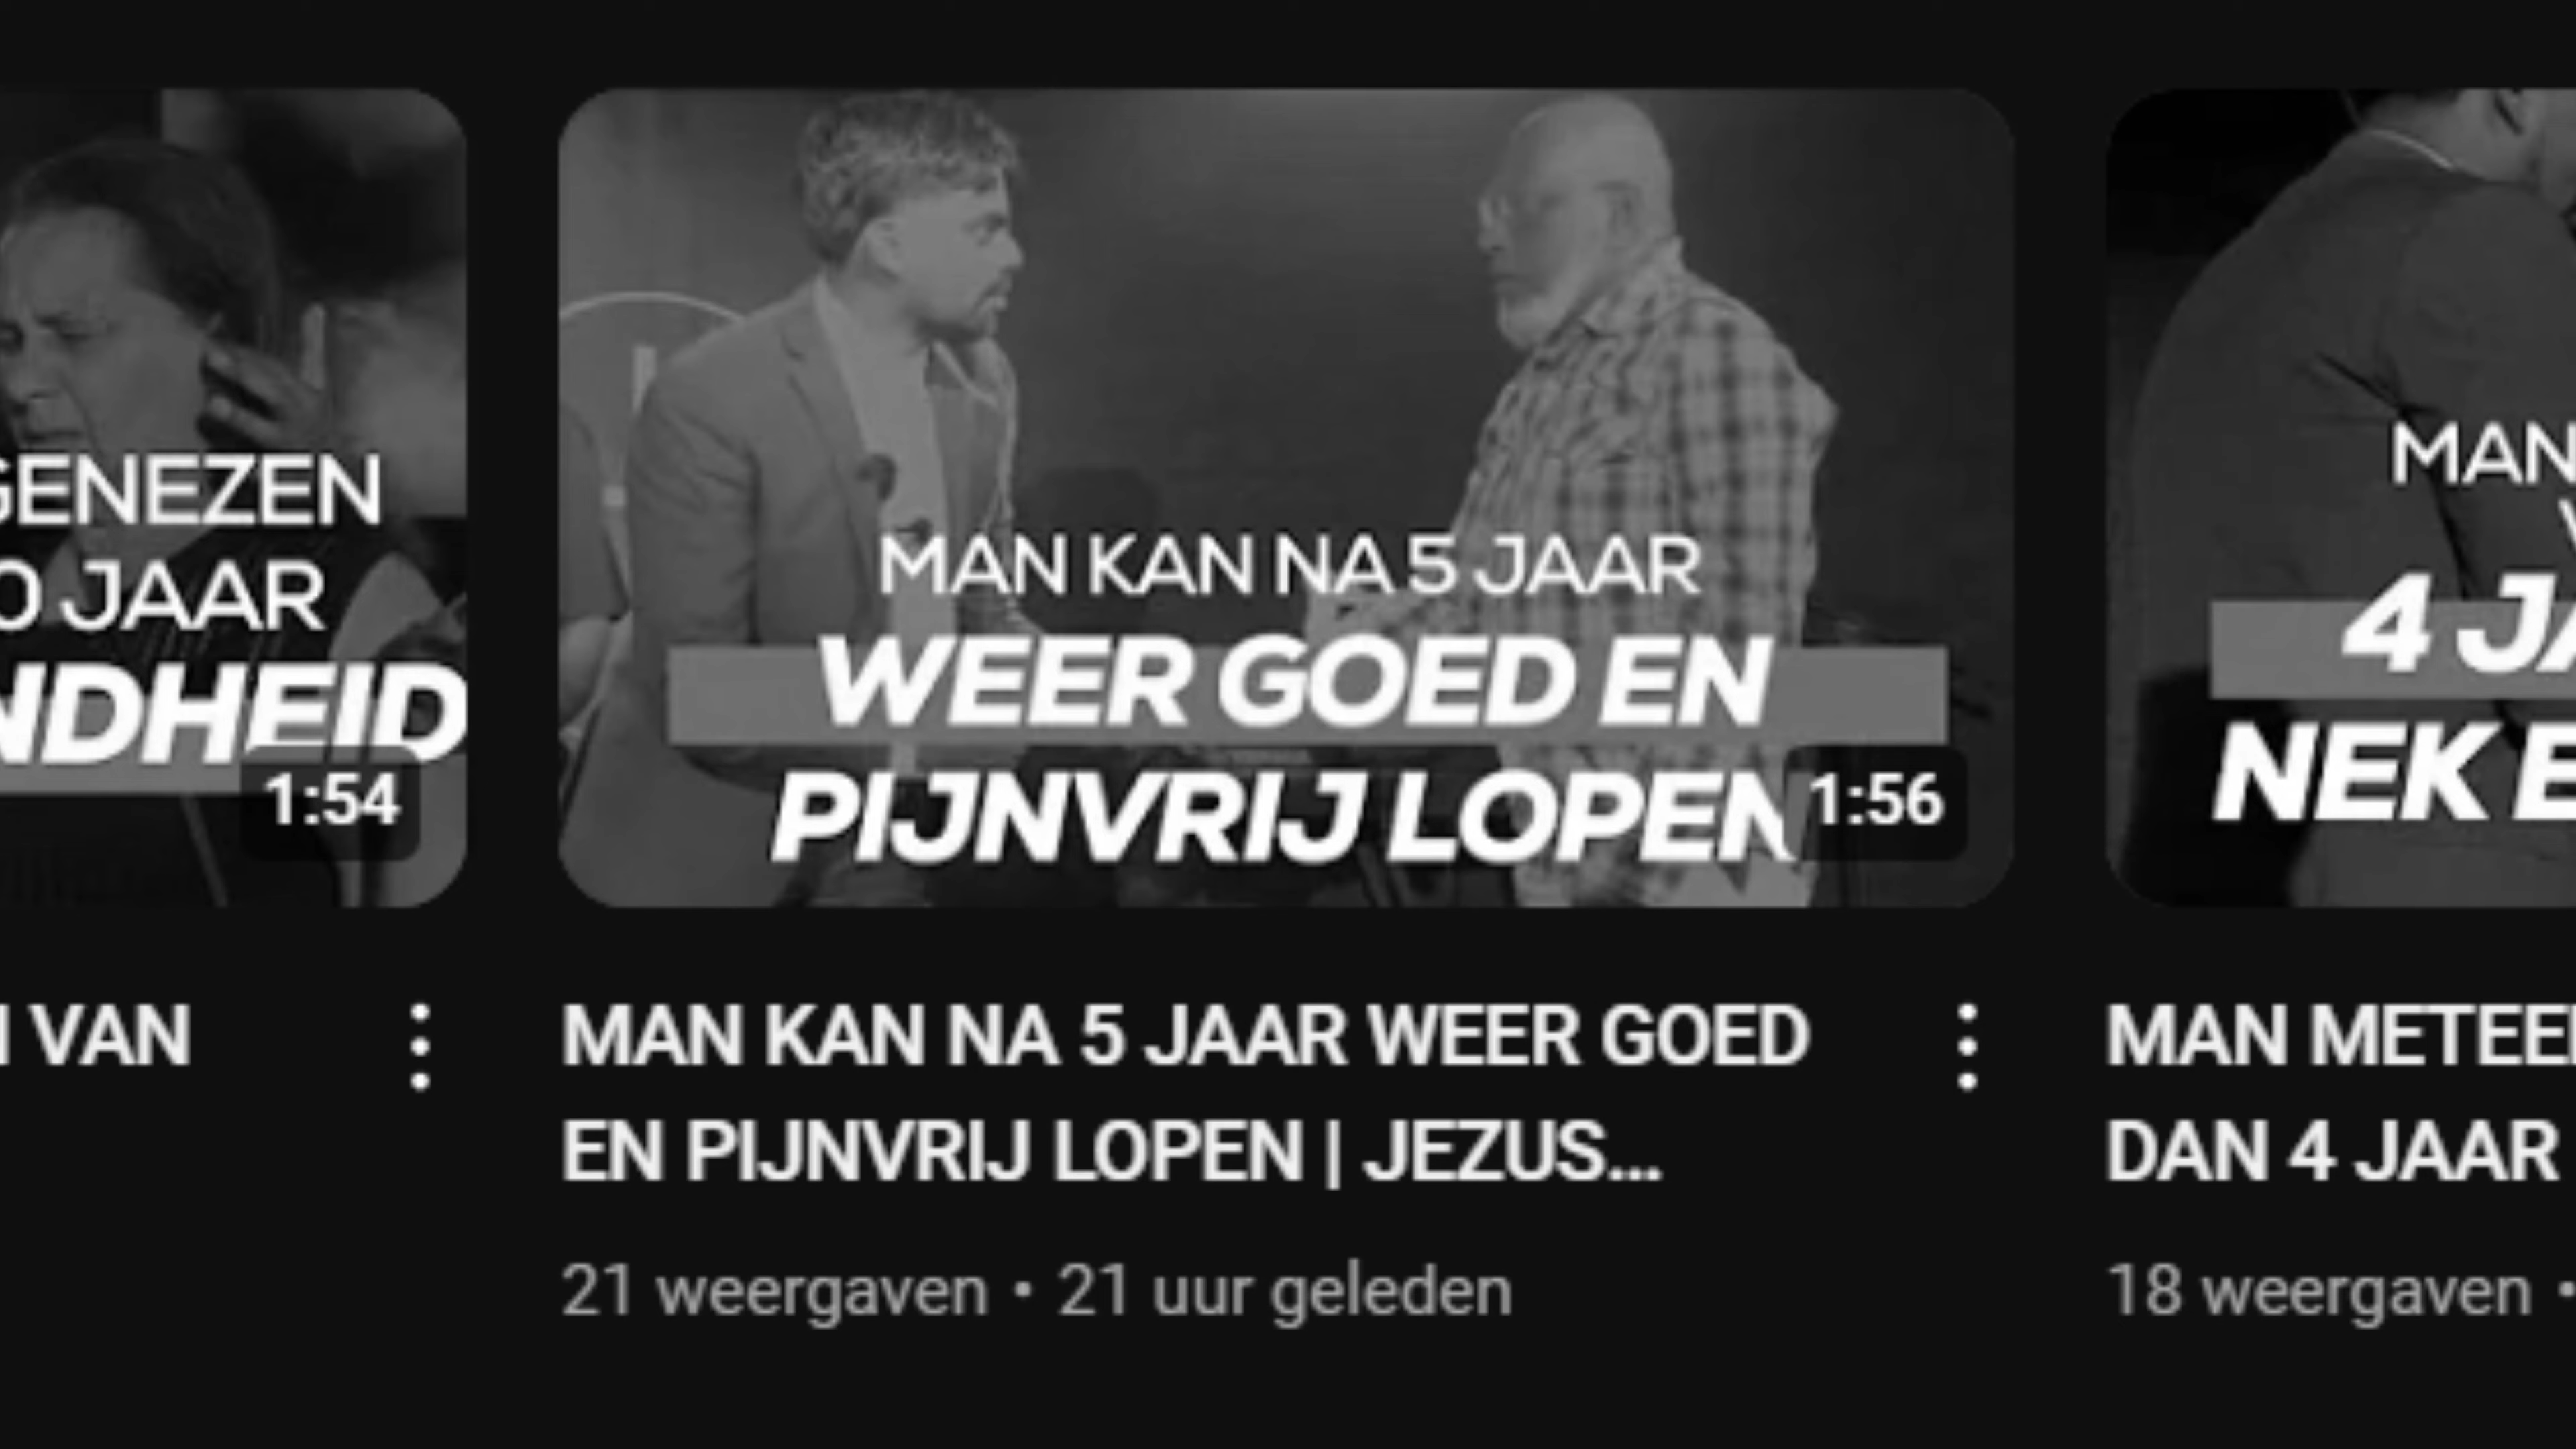 GENEZEN
0 JAAR
NDHEID
1:54
VAN
MAN KAN NA 5 JAAR
WEER GOED EN
PIJNVRIJ LOPEN
1:56
MAN KAN NA 5 JAAR WEER GOED
EN PIJNVRIJ LOPEN | JEZUS...
21 weergaven • 21 uur geleden
MAN
4 JA
NEK E
MAN METEE
DAN 4 JAAR
18 weergaven •